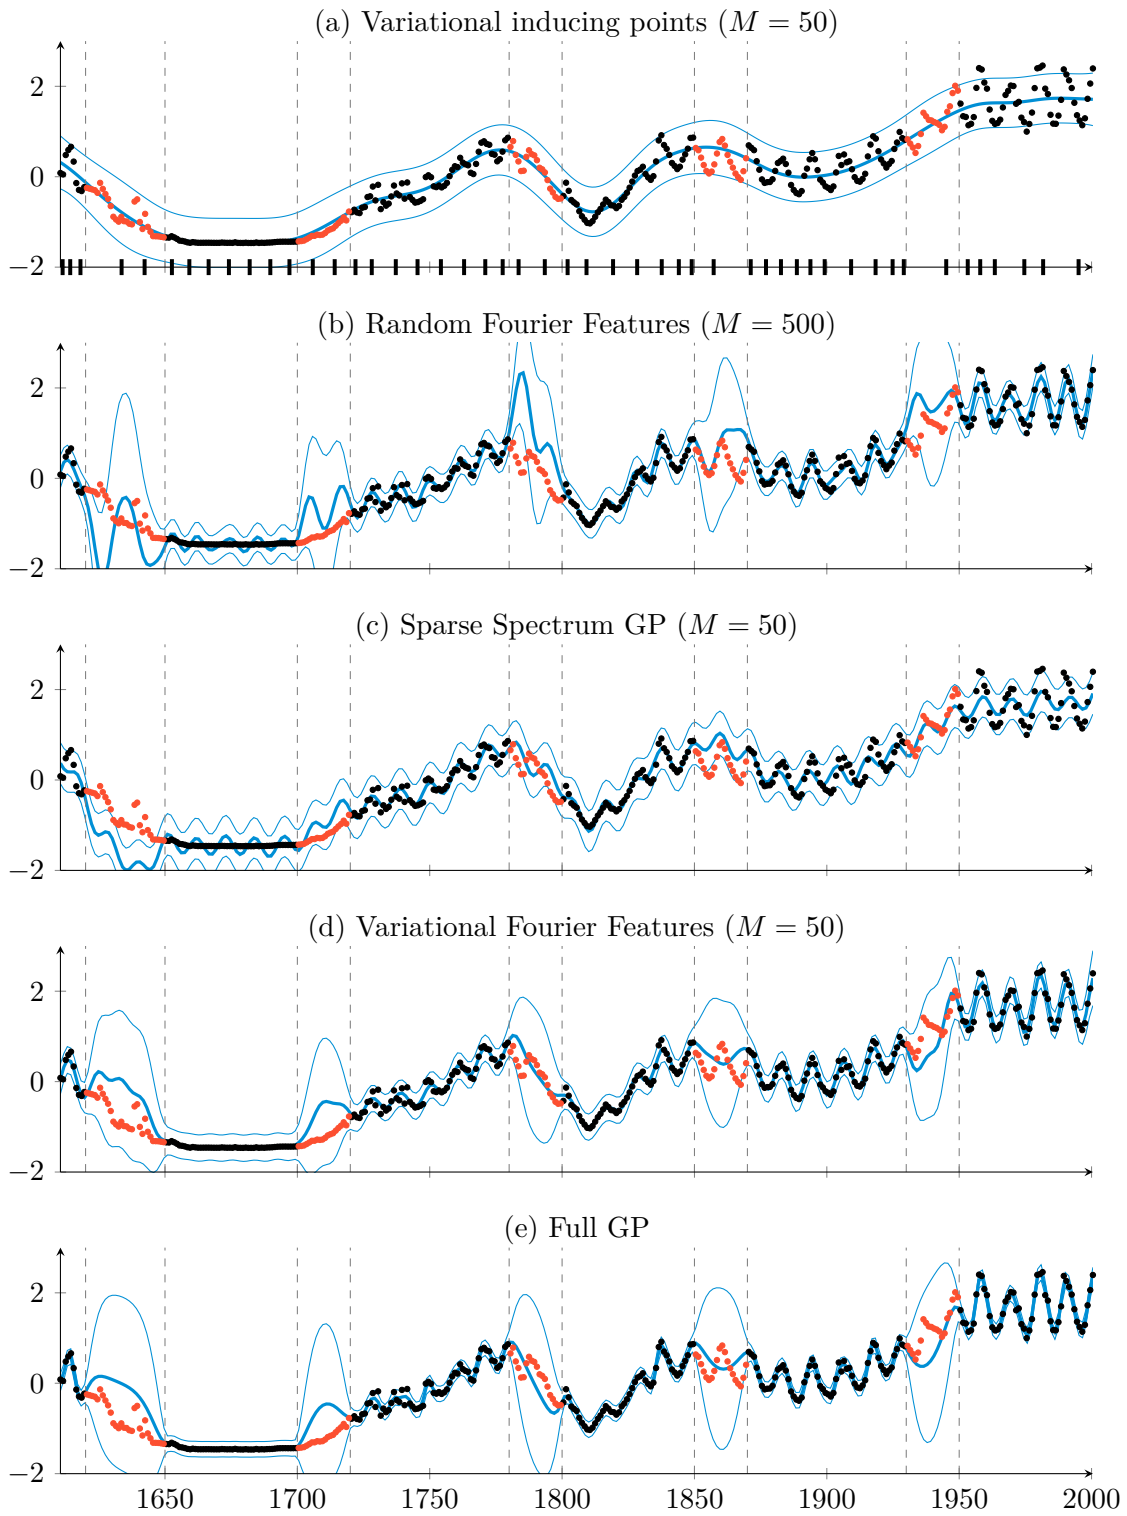 (a) Variational inducing points (M = 50)
2
0
−2
(b) Random Fourier Features (M = 500)
2
0
−2
(c) Sparse Spectrum GP (M = 50)
2
0
−2
(d) Variational Fourier Features (M = 50)
2
0
−2
(e) Full GP
2
0
−2
1650 1700 1750 1800 1850 1900 1950 2000